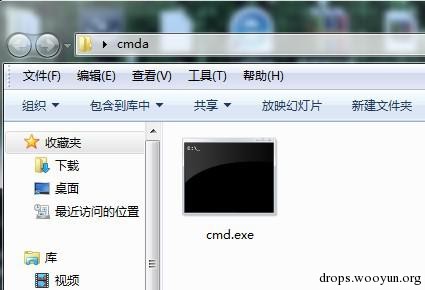 cmda
文件(F) 编辑(E) 查看(V) 工具(T) 帮助(H)
组织 包含到库中 共享 放映幻灯片 新建文件夹
收藏夹
下载
桌面
最近访问的位置
库
视频
C:\_
cmd.exe
drops.wooyun.org